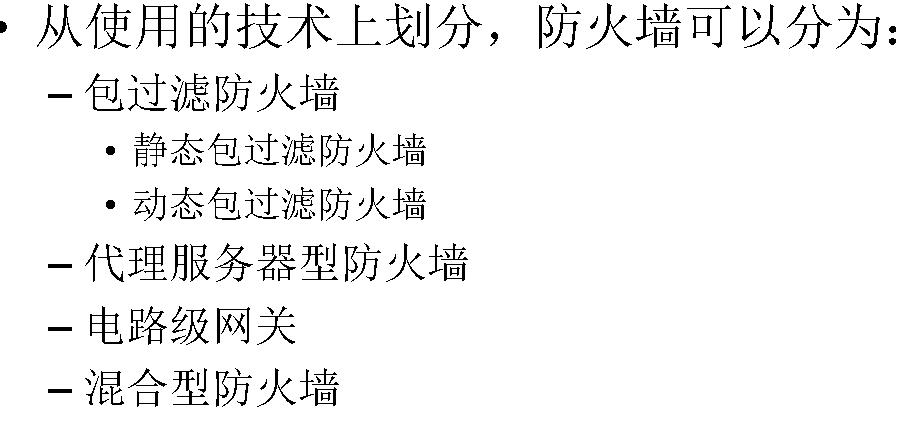 • 从使用的技术上划分，防火墙可以分为：
– 包过滤防火墙
• 静态包过滤防火墙
• 动态包过滤防火墙
– 代理服务器型防火墙
– 电路级网关
– 混合型防火墙